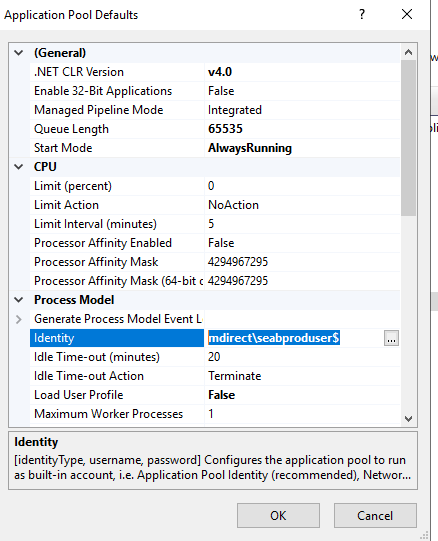 Application Pool Defaults ?
(General)
.NET CLR Version v4.0
Enable 32-Bit Applications False
Managed Pipeline Mode Integrated
Queue Length 65535
Start Mode AlwaysRunning
CPU
Limit (percent) 0
Limit Action NoAction
Limit Interval (minutes) 5
Processor Affinity Enabled False
Processor Affinity Mask 4294967295
Processor Affinity Mask (64-bit o 4294967295
Process Model
Generate Process Model Event L
Identity mdirect\seabproduser$ ...
Idle Time-out (minutes) 20
Idle Time-out Action Terminate
Load User Profile False
Maximum Worker Processes 1
Identity
[identityType, username, password] Configures the application pool to run
as built-in account, i.e. Application Pool Identity (recommended), Networ...
OK Cancel